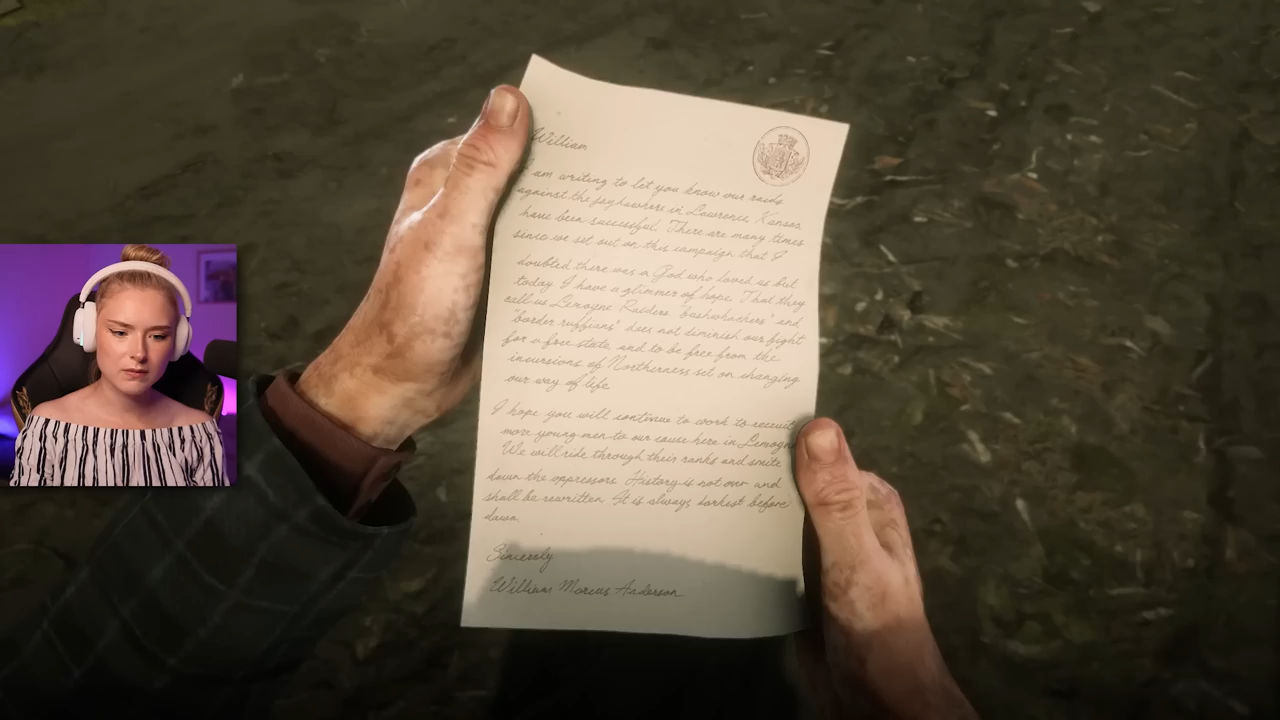 William
I am writing to let you know our raids
against the jayhawkers in Lawrence, Kansas,
have been successful. There are many times
since we set out on this campaign that I
doubted there was a God who loved us but
today, I have a glimmer of hope. That they
call us Lemoyne Raiders, "bushwhackers" and
"border ruffians" does not diminish our fight
for a free state, and to be free from the
incursions of Northerners set on changing
our way of life.
I hope you will continue to work to recruit
more young men to our cause here in Lemoyne.
We will ride through their ranks and smite
down the oppressors. History is not over and
shall be rewritten. It is always darkest before
dawn.
Sincerely
William Marcus Anderson